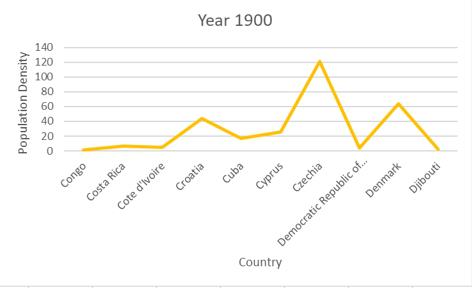 Year 1900
Population Density
140
120
100
80
60
40
20
0
Congo
Costa Rica
Cote d'Ivoire
Croatia
Cuba
Cyprus
Czechia
Democratic Republic of...
Denmark
Djibouti
Country